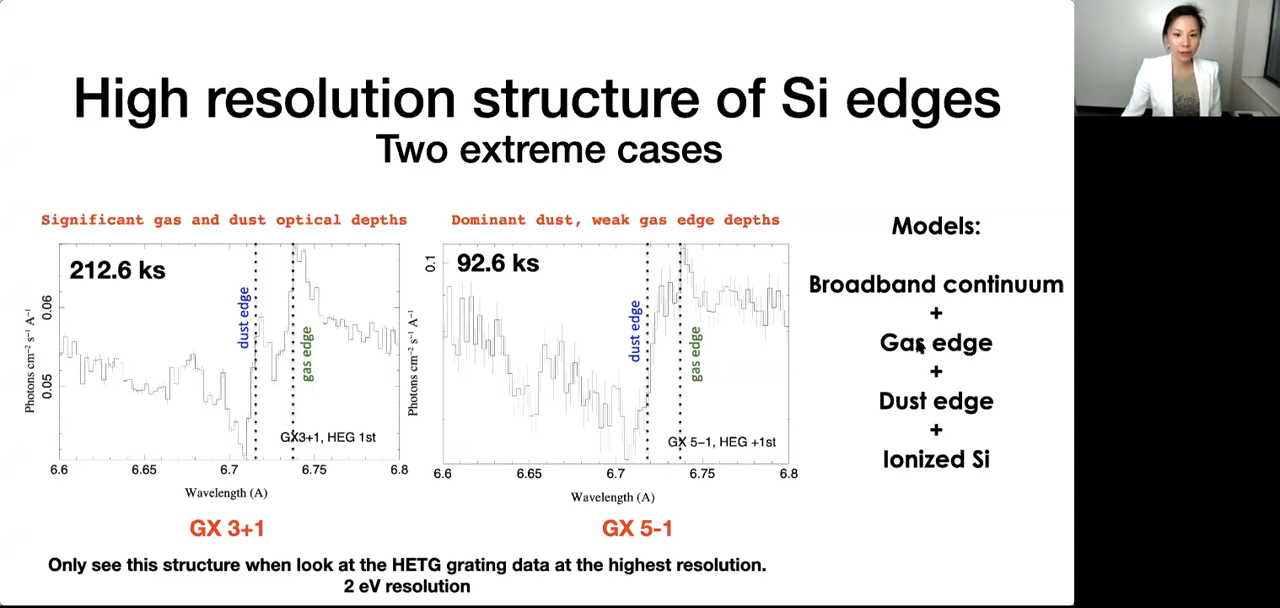 High resolution structure of Si edges
Two extreme cases
Significant gas and dust optical depths
212.6 ks
dust edge
gas edge
GX3+1, HEG 1st
Photons cm⁻² s⁻¹ A⁻¹
0.06
0.05
6.6 6.65 6.7 6.75 6.8
Wavelength (A)
GX 3+1
Dominant dust, weak gas edge depths
92.6 ks
dust edge
gas edge
GX 5−1, HEG +1st
Photons cm⁻² s⁻¹ A⁻¹
0.1
6.6 6.65 6.7 6.75 6.8
Wavelength (A)
GX 5-1
Models:
Broadband continuum
+
Gas edge
+
Dust edge
+
Ionized Si
Only see this structure when look at the HETG grating data at the highest resolution.
2 eV resolution